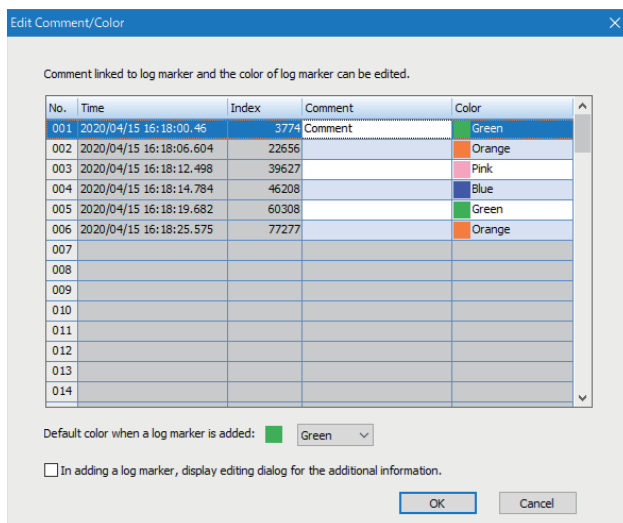 Edit Comment/Color
Comment linked to log marker and the color of log marker can be edited.
No. Time Index Comment Color
001 2020/04/15 16:18:00.46 3774 Comment Green
002 2020/04/15 16:18:06.604 22656 Orange
003 2020/04/15 16:18:12.498 39627 Pink
004 2020/04/15 16:18:14.784 46208 Blue
005 2020/04/15 16:18:19.682 60308 Green
006 2020/04/15 16:18:25.575 77277 Orange
007
008
009
010
011
012
013
014
Default color when a log marker is added: Green
In adding a log marker, display editing dialog for the additional information.
OK Cancel